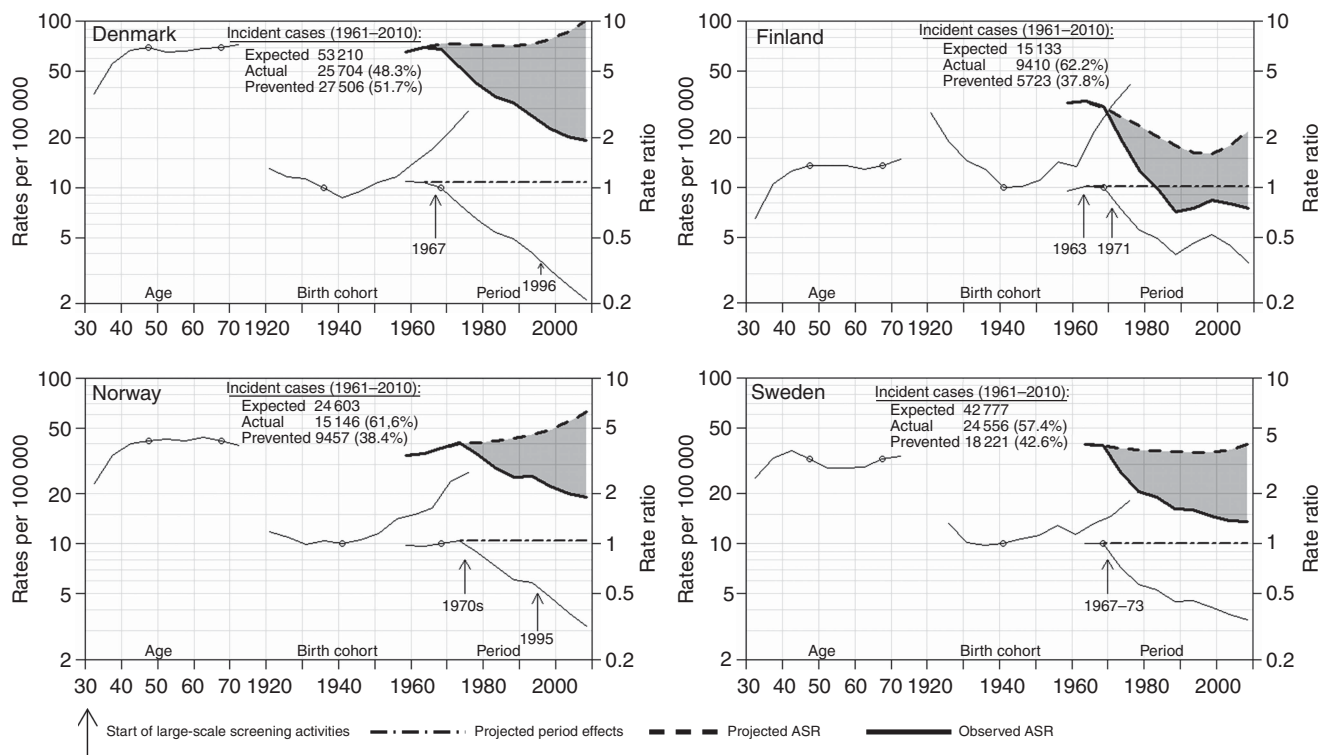 Denmark
Incident cases (1961–2010):
Expected 53 210
Actual 25 704 (48.3%)
Prevented 27 506 (51.7%)
Rates per 100 000
100
50
20
10
5
2
10
5
2
1
0.5
0.2
Rate ratio
1967
1996
Age
Birth cohort
Period
30 40 50 60 70 1920 1940 1960 1980 2000
Finland
Incident cases (1961–2010):
Expected 15 133
Actual 9410 (62.2%)
Prevented 5723 (37.8%)
Rates per 100 000
100
50
20
10
5
2
10
5
2
1
0.5
0.2
Rate ratio
1963
1971
Age
Birth cohort
Period
30 40 50 60 70 1920 1940 1960 1980 2000
Norway
Incident cases (1961–2010):
Expected 24 603
Actual 15 146 (61,6%)
Prevented 9457 (38.4%)
Rates per 100 000
100
50
20
10
5
2
10
5
2
1
0.5
0.2
Rate ratio
1970s
1995
Age
Birth cohort
Period
30 40 50 60 70 1920 1940 1960 1980 2000
Sweden
Incident cases (1961–2010):
Expected 42 777
Actual 24 556 (57.4%)
Prevented 18 221 (42.6%)
Rates per 100 000
100
50
20
10
5
2
10
5
2
1
0.5
0.2
Rate ratio
1967–73
Age
Birth cohort
Period
30 40 50 60 70 1920 1940 1960 1980 2000
Start of large-scale screening activities
Projected period effects
Projected ASR
Observed ASR